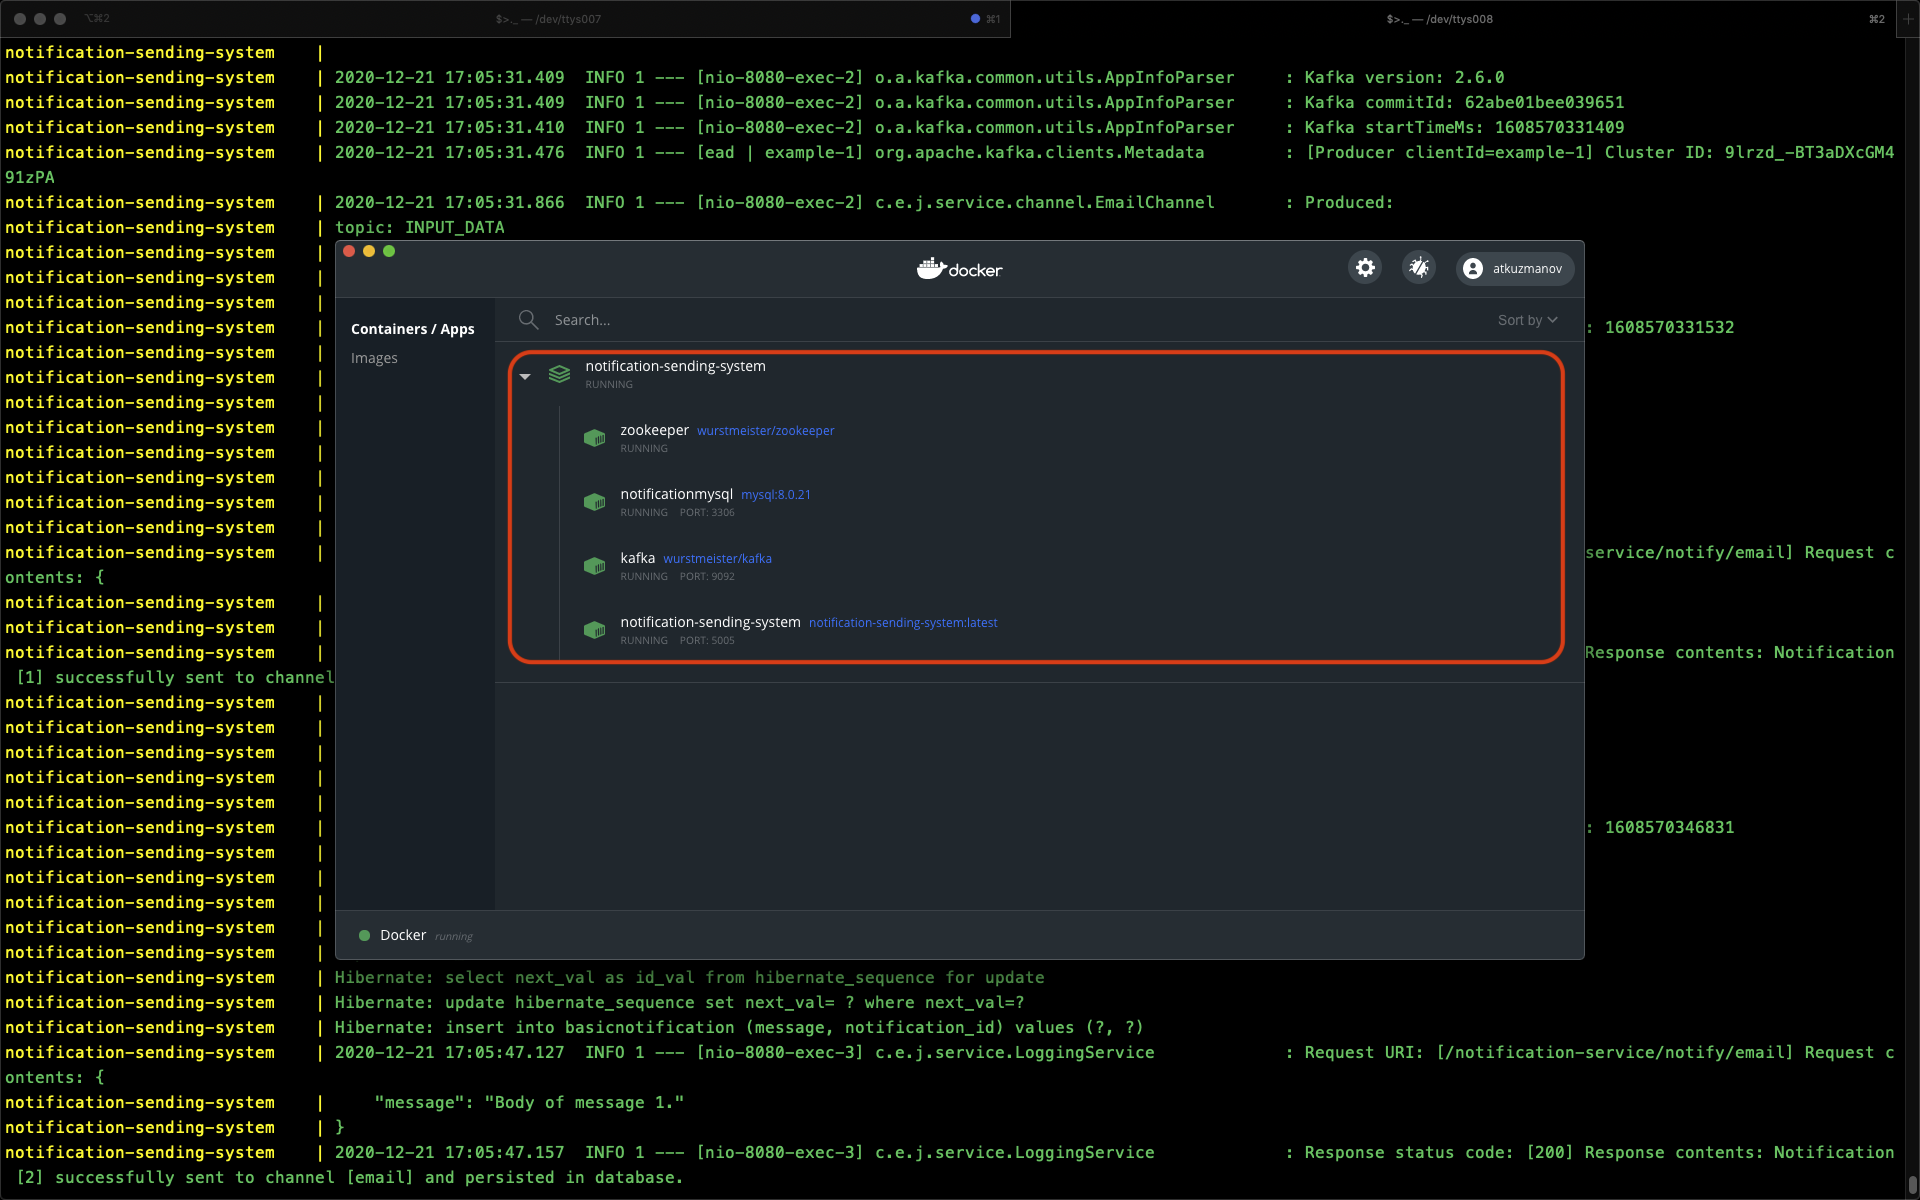 ⌥⌘2 $>._ — /dev/ttys007 ⌘1 $>._ — /dev/ttys008 ⌘2 +
notification-sending-system |
notification-sending-system | 2020-12-21 17:05:31.409 INFO 1 --- [nio-8080-exec-2] o.a.kafka.common.utils.AppInfoParser : Kafka version: 2.6.0
notification-sending-system | 2020-12-21 17:05:31.409 INFO 1 --- [nio-8080-exec-2] o.a.kafka.common.utils.AppInfoParser : Kafka commitId: 62abe01bee039651
notification-sending-system | 2020-12-21 17:05:31.410 INFO 1 --- [nio-8080-exec-2] o.a.kafka.common.utils.AppInfoParser : Kafka startTimeMs: 1608570331409
notification-sending-system | 2020-12-21 17:05:31.476 INFO 1 --- [ead | example-1] org.apache.kafka.clients.Metadata : [Producer clientId=example-1] Cluster ID: 9lrzd_-BT3aDXcGM4
91zPA
notification-sending-system | 2020-12-21 17:05:31.866 INFO 1 --- [nio-8080-exec-2] c.e.j.service.channel.EmailChannel : Produced:
notification-sending-system | topic: INPUT_DATA
notification-sending-system |
notification-sending-system |
notification-sending-system |
notification-sending-system | : 1608570331532
notification-sending-system |
notification-sending-system |
notification-sending-system |
notification-sending-system |
notification-sending-system |
notification-sending-system |
notification-sending-system |
notification-sending-system |
notification-sending-system | service/notify/email] Request c
ontents: {
notification-sending-system |
notification-sending-system |
notification-sending-system | Response contents: Notification
[1] successfully sent to channel
notification-sending-system |
notification-sending-system |
notification-sending-system |
notification-sending-system |
notification-sending-system |
notification-sending-system | : 1608570346831
notification-sending-system |
notification-sending-system |
notification-sending-system |
notification-sending-system |
notification-sending-system |
notification-sending-system | Hibernate: select next_val as id_val from hibernate_sequence for update
notification-sending-system | Hibernate: update hibernate_sequence set next_val= ? where next_val=?
notification-sending-system | Hibernate: insert into basicnotification (message, notification_id) values (?, ?)
notification-sending-system | 2020-12-21 17:05:47.127 INFO 1 --- [nio-8080-exec-3] c.e.j.service.LoggingService : Request URI: [/notification-service/notify/email] Request c
ontents: {
notification-sending-system | "message": "Body of message 1."
notification-sending-system | }
notification-sending-system | 2020-12-21 17:05:47.157 INFO 1 --- [nio-8080-exec-3] c.e.j.service.LoggingService : Response status code: [200] Response contents: Notification
[2] successfully sent to channel [email] and persisted in database.
docker
atkuzmanov
Containers / Apps
Images
Search...
Sort by
notification-sending-system
RUNNING
zookeeper wurstmeister/zookeeper
RUNNING
notificationmysql mysql:8.0.21
RUNNING PORT: 3306
kafka wurstmeister/kafka
RUNNING PORT: 9092
notification-sending-system notification-sending-system:latest
RUNNING PORT: 5005
Docker running